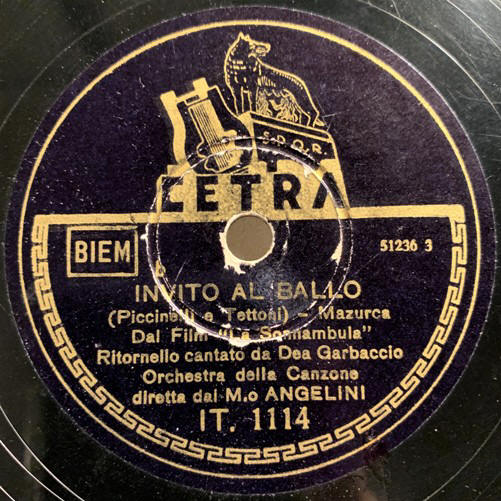 S.P.Q.R.
CETRA
BIEM
51236 3
INVITO AL BALLO
(Piccinelli e Tettoni) – Mazurca
Dal Film "La Sonnambula"
Ritornello cantato da Dea Garbaccio
Orchestra della Canzone
diretta dal M.o ANGELINI
IT. 1114